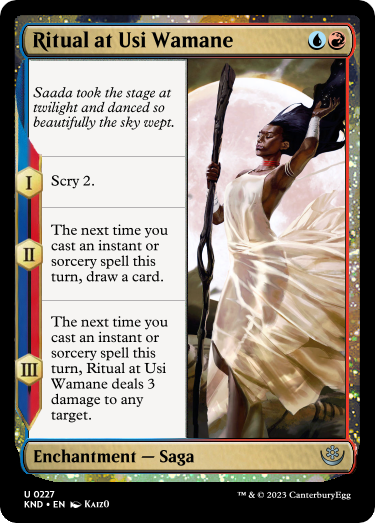 Ritual at Usi Wamane
Saada took the stage at
twilight and danced so
beautifully the sky wept.
I
Scry 2.
II
The next time you
cast an instant or
sorcery spell this
turn, draw a card.
III
The next time you
cast an instant or
sorcery spell this
turn, Ritual at Usi
Wamane deals 3
damage to any
target.
Enchantment — Saga
U 0227
KND • EN Kaiz0
™ & © 2023 CanterburyEgg